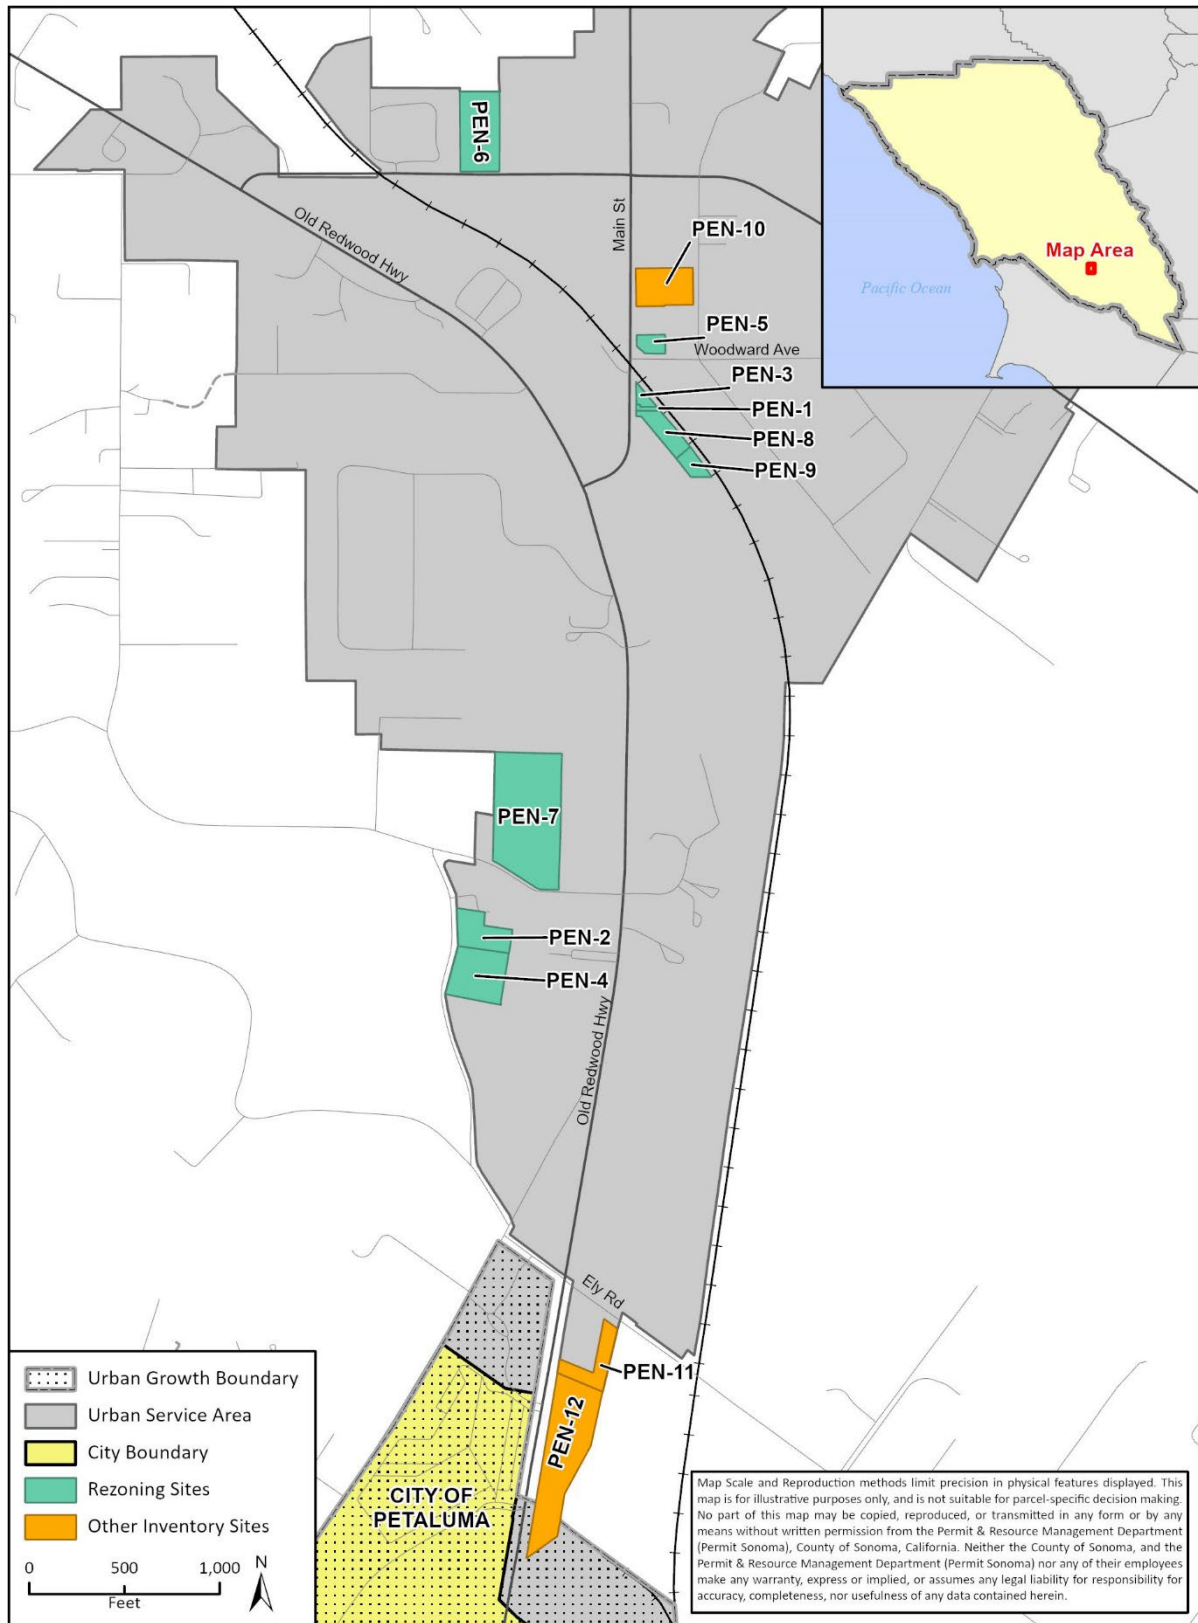 PEN-6
Main St
Old Redwood Hwy
PEN-10
PEN-5
Woodward Ave
PEN-3
PEN-1
PEN-8
PEN-9
Map Area
Pacific Ocean
PEN-7
PEN-2
PEN-4
Old Redwood Hwy
Ely Rd
PEN-11
PEN-12
CITY OF
PETALUMA
Urban Growth Boundary
Urban Service Area
City Boundary
Rezoning Sites
Other Inventory Sites
0 500 1,000
Feet
N
Map Scale and Reproduction methods limit precision in physical features displayed. This
map is for illustrative purposes only, and is not suitable for parcel-specific decision making.
No part of this map may be copied, reproduced, or transmitted in any form or by any
means without written permission from the Permit & Resource Management Department
(Permit Sonoma), County of Sonoma, California. Neither the County of Sonoma, and the
Permit & Resource Management Department (Permit Sonoma) nor any of their employees
make any warranty, express or implied, or assumes any legal liability for responsibility for
accuracy, completeness, nor usefulness of any data contained herein.